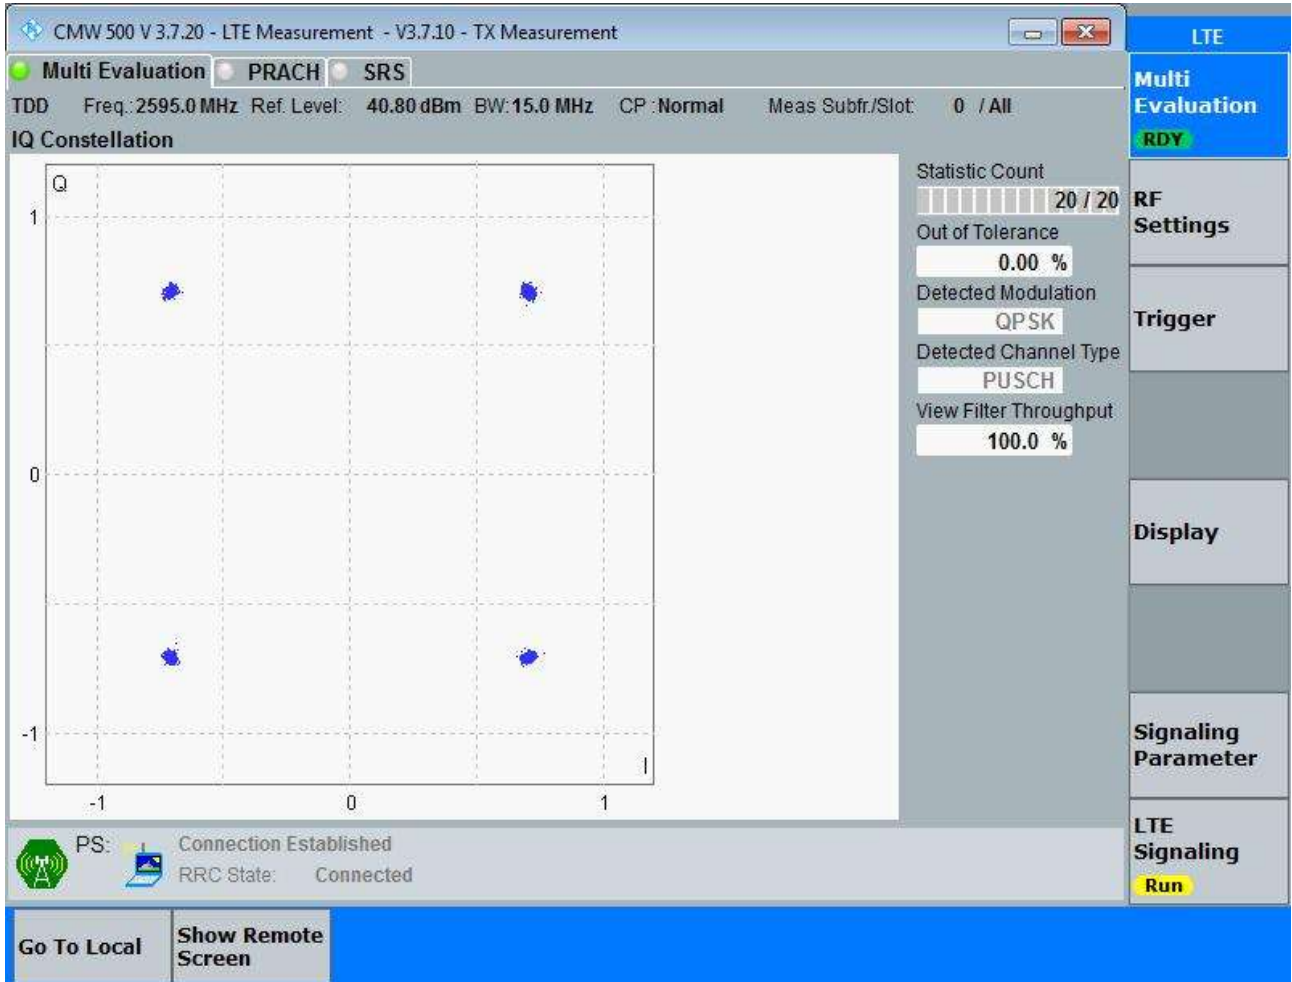 CMW 500 V 3.7.20 - LTE Measurement - V3.7.10 - TX Measurement
LTE
Multi Evaluation PRACH SRS
TDD Freq.: 2595.0 MHz Ref. Level: 40.80 dBm BW: 15.0 MHz CP : Normal Meas Subfr./Slot: 0 / All
IQ Constellation
Q
1
0
-1
I
-1 0 1
Statistic Count
20 / 20
Out of Tolerance
0.00 %
Detected Modulation
QPSK
Detected Channel Type
PUSCH
View Filter Throughput
100.0 %
Multi
Evaluation
RDY
RF
Settings
Trigger
Display
Signaling
Parameter
LTE
Signaling
Run
PS: Connection Established
RRC State: Connected
Go To Local
Show Remote
Screen